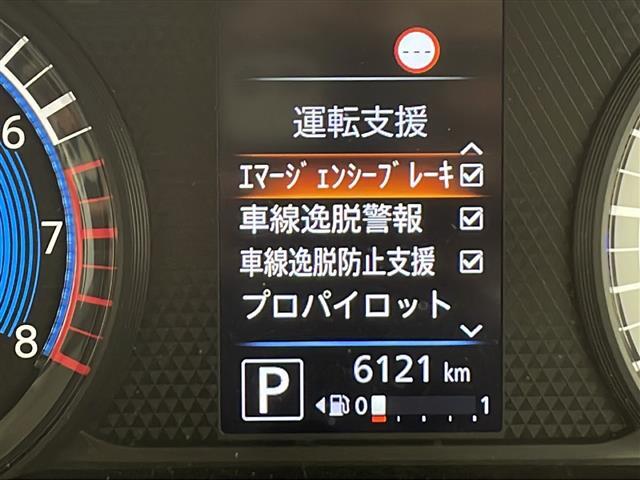 ---
運転支援
ｴﾏｰｼﾞｪﾝｼｰﾌﾞﾚｰｷ
車線逸脱警報
車線逸脱防止支援
プロパイロット
6
7
8
P
6121 km
0 1